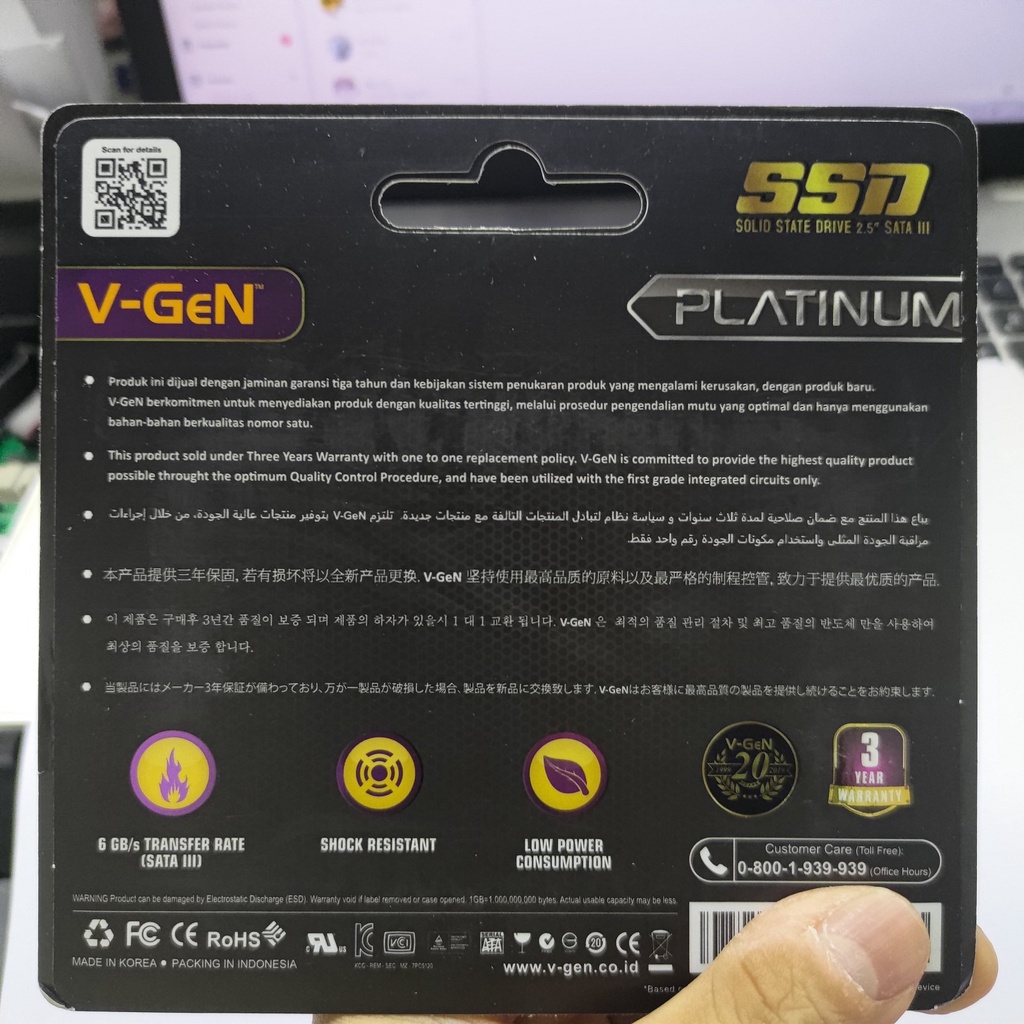 Scan for details
SSD
SOLID STATE DRIVE 2.5" SATA III
V-GeN™
PLATINUM
Produk ini dijual dengan jaminan garansi tiga tahun dan kebijakan sistem penukaran produk yang mengalami kerusakan, dengan produk baru.
V-GeN berkomitmen untuk menyediakan produk dengan kualitas tertinggi, melalui prosedur pengendalian mutu yang optimal dan hanya menggunakan
bahan-bahan berkualitas nomor satu.
This product sold under Three Years Warranty with one to one replacement policy. V-GeN is committed to provide the highest quality product
possible throught the optimum Quality Control Procedure, and have been utilized with the first grade integrated circuits only.
يباع هذا المنتج مع ضمان صلاحية لمدة ثلاث سنوات و سياسة نظام لتبادل المنتجات التالفة مع منتجات جديدة. تلتزم V-GeN بتوفير منتجات عالية الجودة، من خلال إجراءات
مراقبة الجودة المثلى واستخدام مكونات الجودة رقم واحد فقط.
本产品提供三年保固, 若有损坏将以全新产品更换. V-GeN 坚持使用最高品质的原料以及最严格的制程控管, 致力于提供最优质的产品.
이 제품은 구매후 3년간 품질이 보증 되며 제품의 하자가 있을시 1 대 1 교환 됩니다. V-GeN 은 최적의 품질 관리 절차 및 최고 품질의 반도체 만을 사용하여
최상의 품질을 보증 합니다.
当製品にはメーカー3年保証が備わっており、万が一製品が破損した場合、製品を新品に交換致します. V-GeNはお客様に最高品質の製品を提供し続けることをお約束します.
6 GB/s TRANSFER RATE
(SATA III)
SHOCK RESISTANT
LOW POWER
CONSUMPTION
V-GeN
20
3
YEAR
WARRANTY
Customer Care (Toll Free):
0-800-1-939-939 (Office Hours)
WARNING Product can be damaged by Electrostatic Discharge (ESD). Warranty void if label removed or case opened. 1GB=1.000,000,000 bytes. Actual usable capacity may be less.
FC CE RoHS
VCI
SERIAL
ATA
20
CE
MADE IN KOREA • PACKING IN INDONESIA
www.v-gen.co.id
*Based